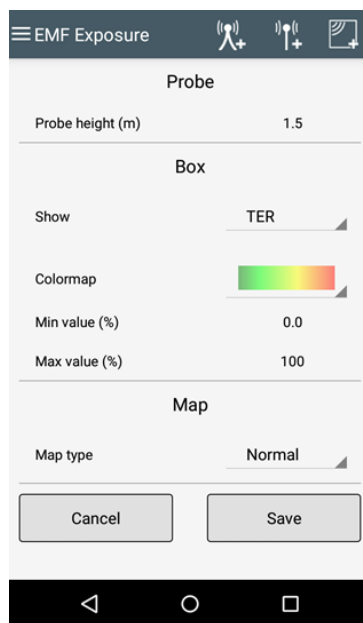 EMF Exposure
Probe
Probe height (m) 1.5
Box
Show TER
Colormap
Min value (%) 0.0
Max value (%) 100
Map
Map type Normal
Cancel Save